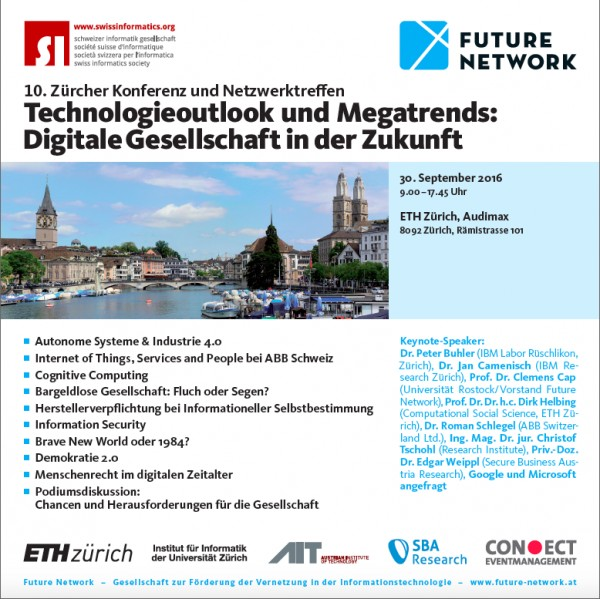 www.swissinformatics.org
schweizer informatik gesellschaft
société suisse d'informatique
società svizzera per l'informatica
swiss informatics society
SI
FUTURE
NETWORK
10. Zürcher Konferenz und Netzwerktreffen
Technologieoutlook und Megatrends:
Digitale Gesellschaft in der Zukunft
30. September 2016
9.00–17.45 Uhr
ETH Zürich, Audimax
8092 Zürich, Rämistrasse 101
Autonome Systeme & Industrie 4.0
Internet of Things, Services and People bei ABB Schweiz
Cognitive Computing
Bargeldlose Gesellschaft: Fluch oder Segen?
Herstellerverpflichtung bei Informationeller Selbstbestimmung
Information Security
Brave New World oder 1984?
Demokratie 2.0
Menschenrecht im digitalen Zeitalter
Podiumsdiskussion:
Chancen und Herausforderungen für die Gesellschaft
Keynote-Speaker:
Dr. Peter Buhler (IBM Labor Rüschlikon,
Zürich), Dr. Jan Camenisch (IBM Re-
search Zürich), Prof. Dr. Clemens Cap
(Universität Rostock/Vorstand Future
Network), Prof. Dr. Dr. h.c. Dirk Helbing
(Computational Social Science, ETH Zü-
rich), Dr. Roman Schlegel (ABB Switzer-
land Ltd.), Ing. Mag. Dr. jur. Christof
Tschohl (Research Institute), Priv.-Doz.
Dr. Edgar Weippl (Secure Business Aus
tria Research), Google und Microsoft
angefragt
ETH zürich
Institut für Informatik
der Universität Zürich
AIT AUSTRIAN INSTITUTE
OF TECHNOLOGY
SBA
Research
CON•ECT
EVENTMANAGEMENT
Future Network – Gesellschaft zur Förderung der Vernetzung in der Informationstechnologie – www.future-network.at